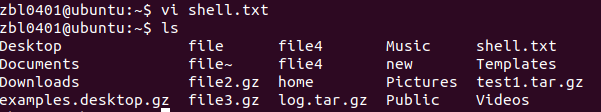 zbl0401@ubuntu:~$ vi shell.txt
zbl0401@ubuntu:~$ ls
Desktop file file4 Music shell.txt
Documents file~ flie4 new Templates
Downloads file2.gz home Pictures test1.tar.gz
examples.desktop.gz file3.gz log.tar.gz Public Videos